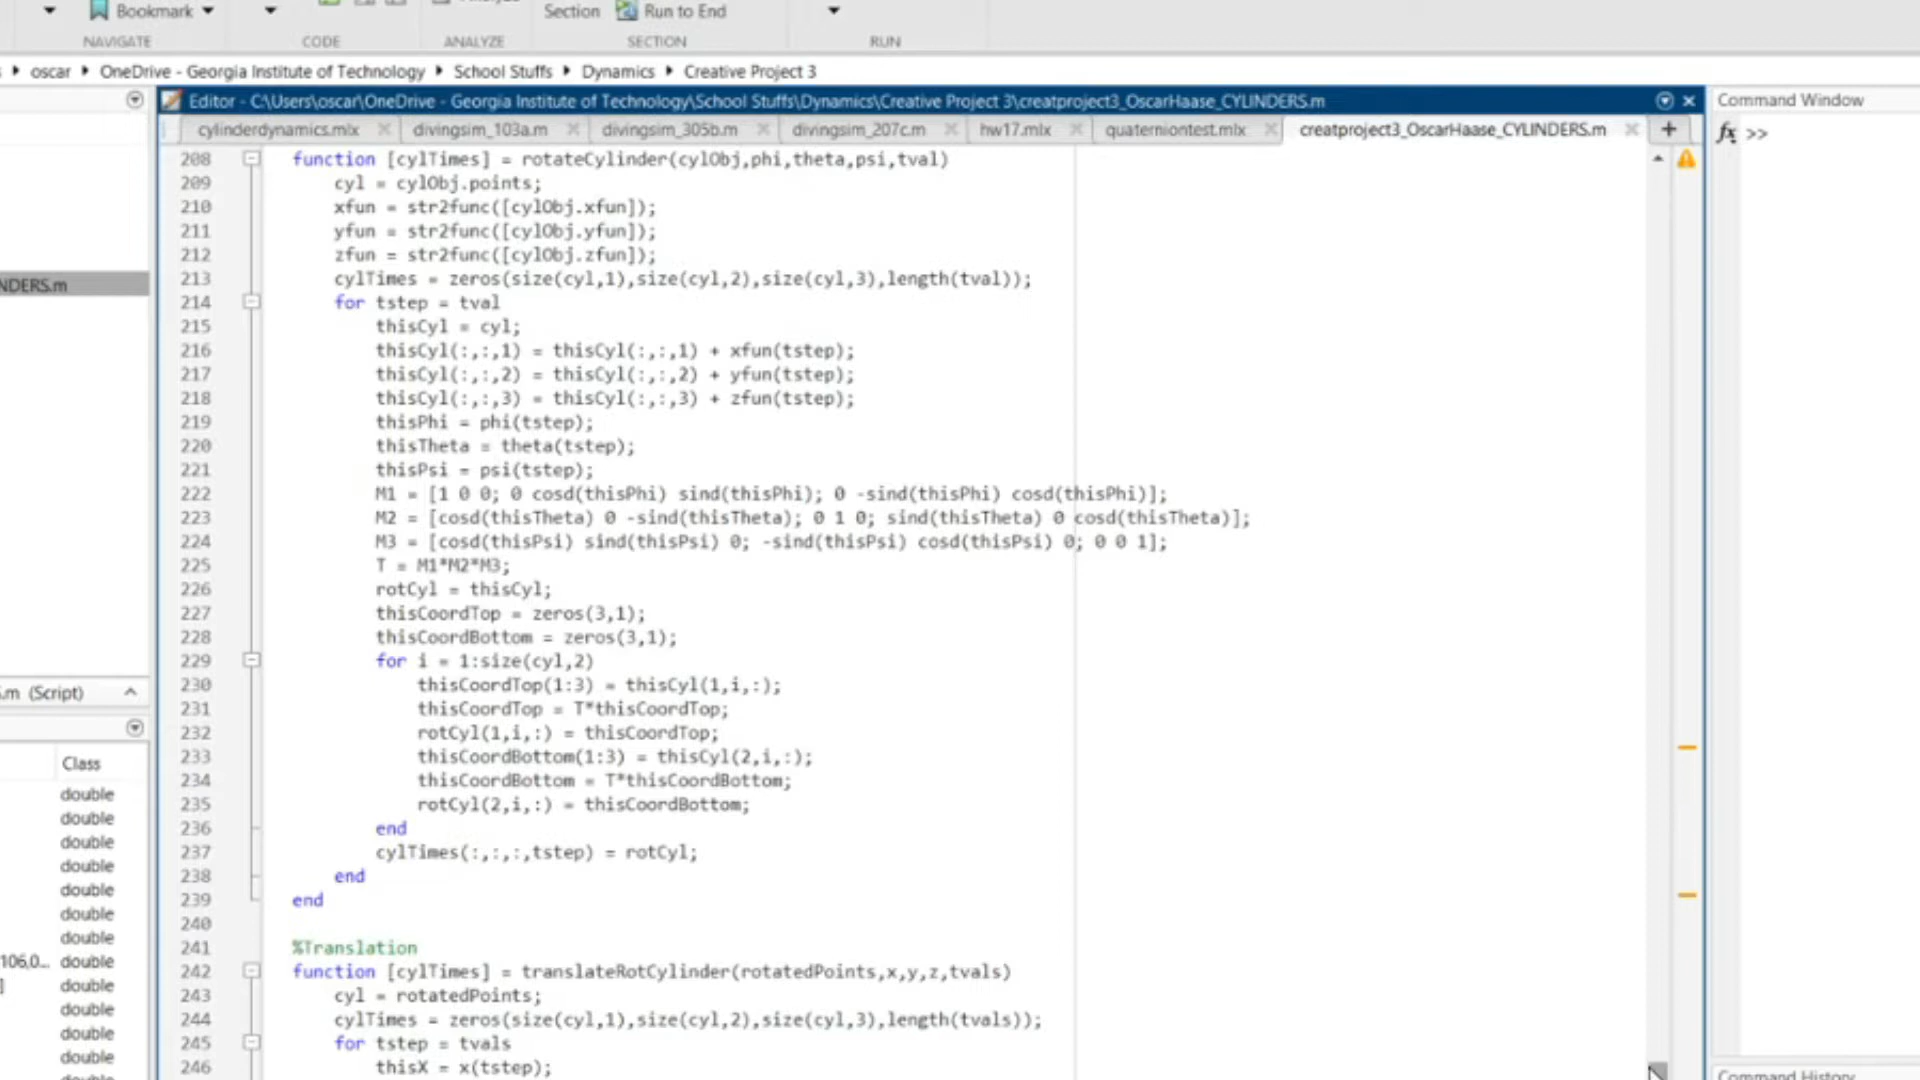 Bookmark
Section
Run to End
NAVIGATE
CODE
ANALYZE
SECTION
RUN
oscar
OneDrive - Georgia Institute of Technology
School Stuffs
Dynamics
Creative Project 3
Editor - C:\Users\oscar\OneDrive - Georgia Institute of Technology\School Stuffs\Dynamics\Creative Project 3\creatproject3_OscarHaase_CYLINDERS.m
Command Window
cylinderdynamics.mlx
divingsim_103a.m
divingsim_305b.m
divingsim_207c.m
hw17.mlx
quaterniontest.mlx
creatproject3_OscarHaase_CYLINDERS.m
+
fx >>
208 function [cylTimes] = rotateCylinder(cylObj,phi,theta,psi,tval)
209 cyl = cylObj.points;
210 xfun = str2func([cylObj.xfun]);
211 yfun = str2func([cylObj.yfun]);
212 zfun = str2func([cylObj.zfun]);
213 cylTimes = zeros(size(cyl,1),size(cyl,2),size(cyl,3),length(tval));
214 for tstep = tval
215 thisCyl = cyl;
216 thisCyl(:,:,1) = thisCyl(:,:,1) + xfun(tstep);
217 thisCyl(:,:,2) = thisCyl(:,:,2) + yfun(tstep);
218 thisCyl(:,:,3) = thisCyl(:,:,3) + zfun(tstep);
219 thisPhi = phi(tstep);
220 thisTheta = theta(tstep);
221 thisPsi = psi(tstep);
222 M1 = [1 0 0; 0 cosd(thisPhi) sind(thisPhi); 0 -sind(thisPhi) cosd(thisPhi)];
223 M2 = [cosd(thisTheta) 0 -sind(thisTheta); 0 1 0; sind(thisTheta) 0 cosd(thisTheta)];
224 M3 = [cosd(thisPsi) sind(thisPsi) 0; -sind(thisPsi) cosd(thisPsi) 0; 0 0 1];
225 T = M1*M2*M3;
226 rotCyl = thisCyl;
227 thisCoordTop = zeros(3,1);
228 thisCoordBottom = zeros(3,1);
229 for i = 1:size(cyl,2)
230 thisCoordTop(1:3) = thisCyl(1,i,:);
231 thisCoordTop = T*thisCoordTop;
232 rotCyl(1,i,:) = thisCoordTop;
233 thisCoordBottom(1:3) = thisCyl(2,i,:);
234 thisCoordBottom = T*thisCoordBottom;
235 rotCyl(2,i,:) = thisCoordBottom;
236 end
237 cylTimes(:,:,:,tstep) = rotCyl;
238 end
239 end
240
241 %Translation
242 function [cylTimes] = translateRotCylinder(rotatedPoints,x,y,z,tvals)
243 cyl = rotatedPoints;
244 cylTimes = zeros(size(cyl,1),size(cyl,2),size(cyl,3),length(tvals));
245 for tstep = tvals
246 thisX = x(tstep);
NDERS.m
.m (Script)
Class
double
double
double
double
double
double
double
106,0... double
] double
double
double
double
Command History